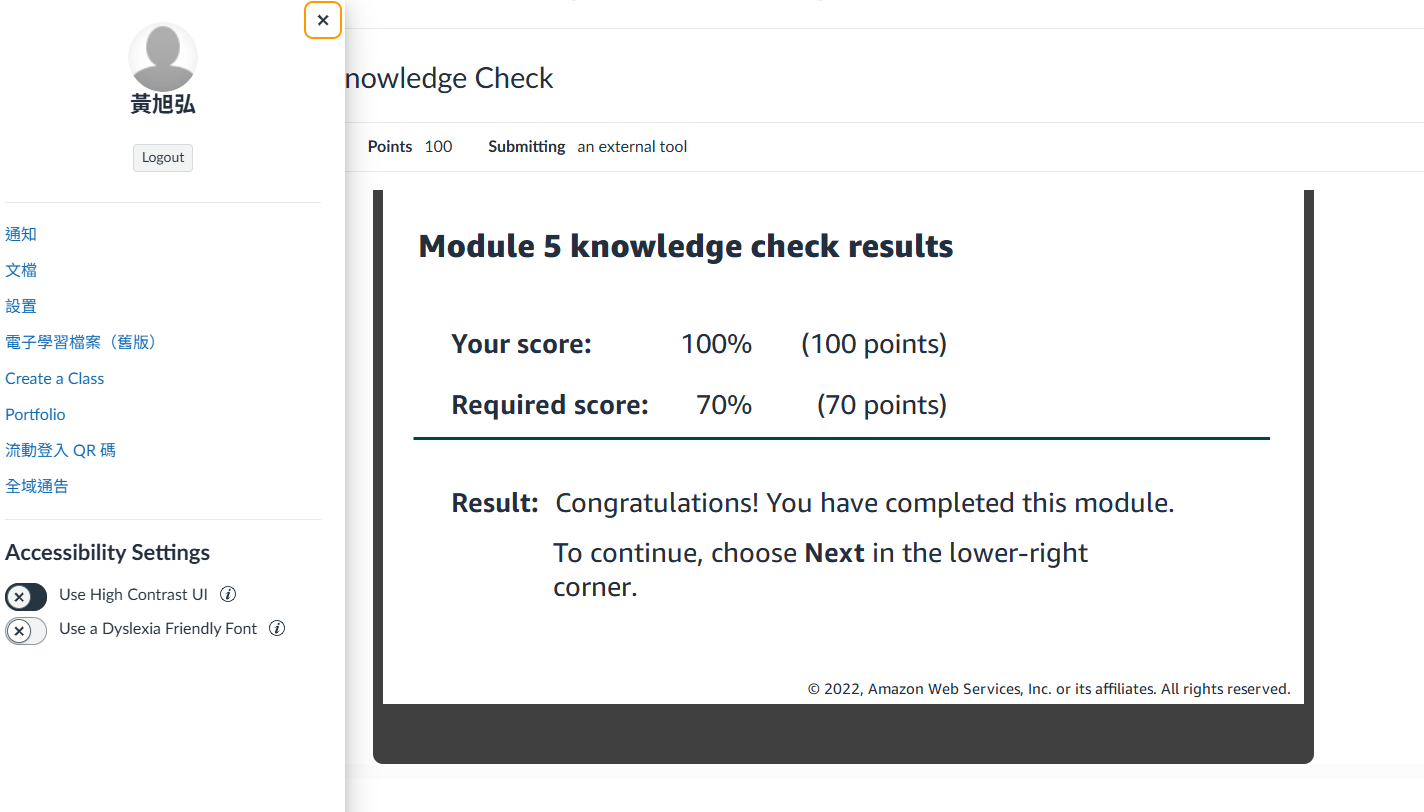 黃旭弘
Logout
通知
文檔
設置
電子學習檔案（舊版）
Create a Class
Portfolio
流動登入 QR 碼
全域通告
Accessibility Settings
Use High Contrast UI
Use a Dyslexia Friendly Font
nowledge Check
Points 100 Submitting an external tool
Module 5 knowledge check results
Your score: 100% (100 points)
Required score: 70% (70 points)
Result: Congratulations! You have completed this module.
To continue, choose Next in the lower-right
corner.
© 2022, Amazon Web Services, Inc. or its affiliates. All rights reserved.